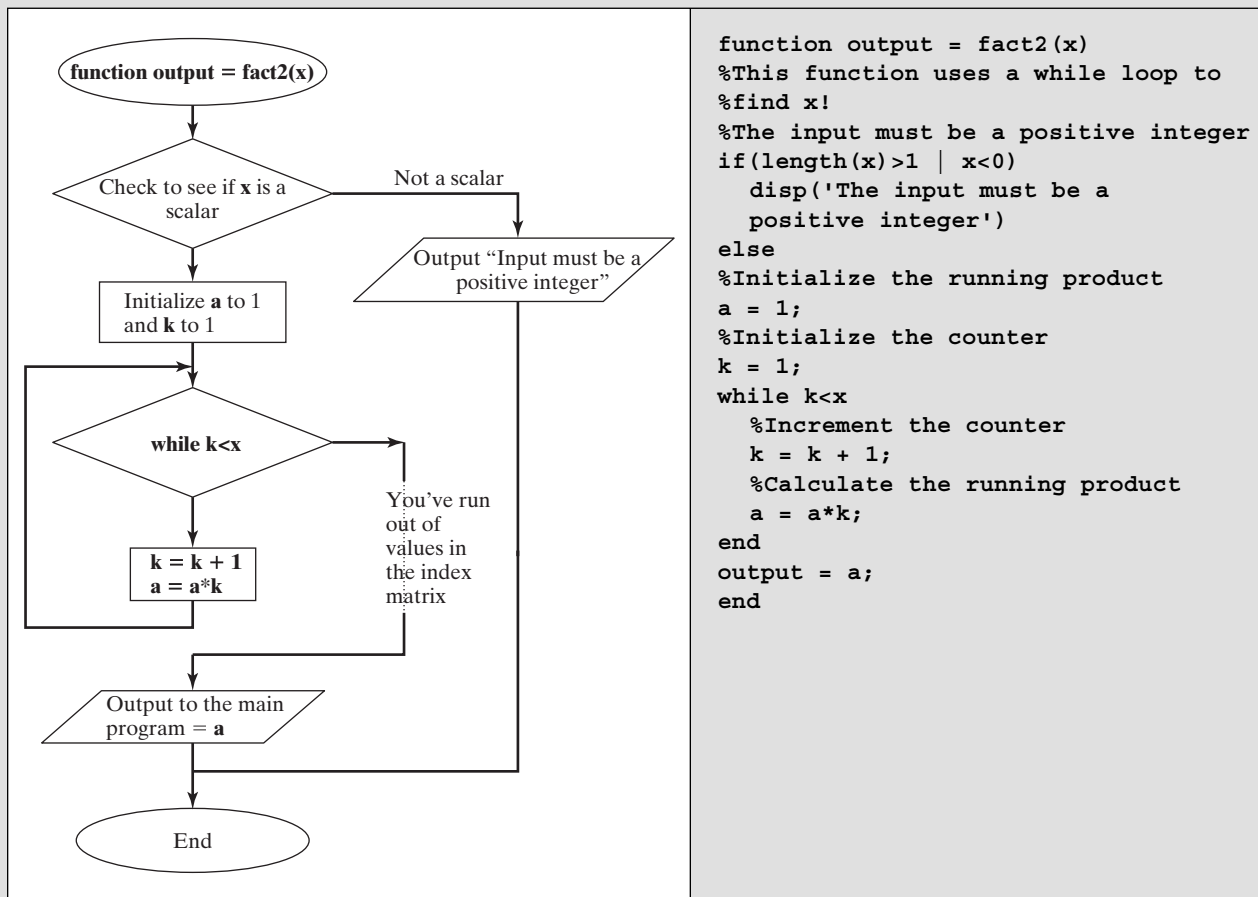 function output = fact2(x)
Check to see if x is a
scalar
Not a scalar
Output “Input must be a
positive integer”
Initialize a to 1
and k to 1
while k<x
You’ve run
out of
values in
the index
matrix
k = k + 1
a = a*k
Output to the main
program = a
End
function output = fact2(x)
%This function uses a while loop to
%find x!
%The input must be a positive integer
if(length(x)>1 | x<0)
disp('The input must be a
positive integer')
else
%Initialize the running product
a = 1;
%Initialize the counter
k = 1;
while k<x
%Increment the counter
k = k + 1;
%Calculate the running product
a = a*k;
end
output = a;
end